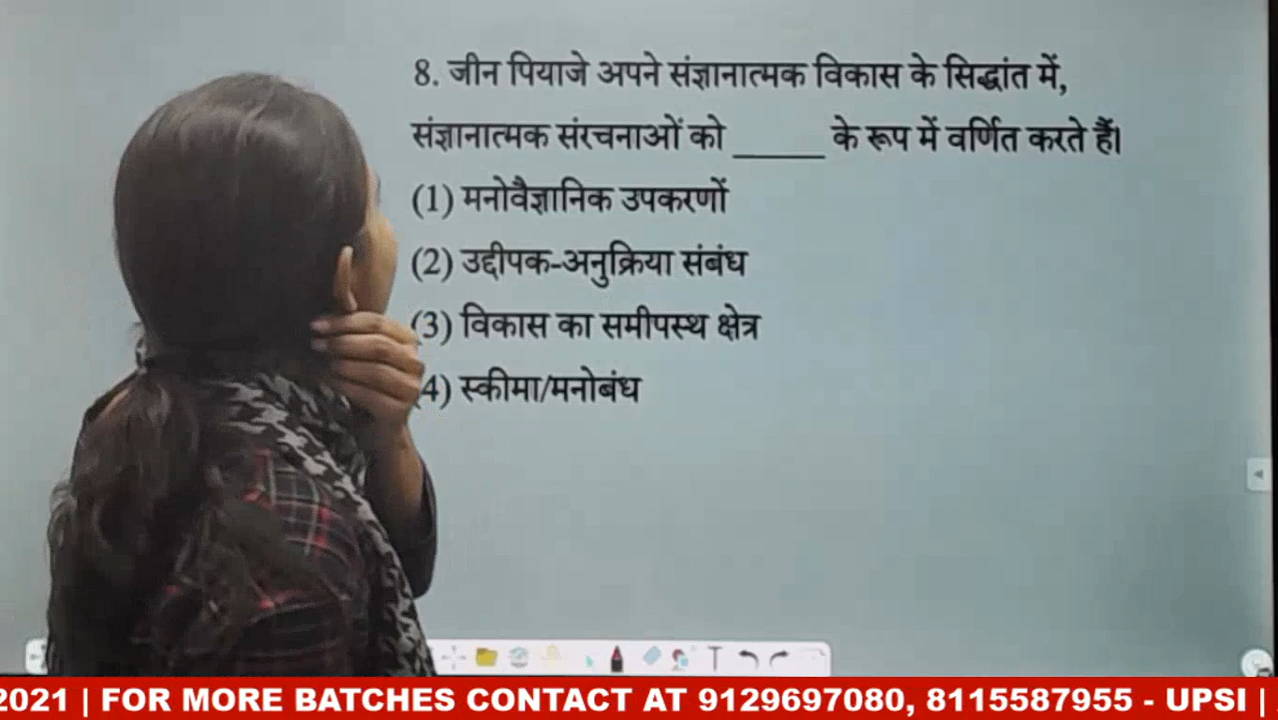 8. जीन पियाजे अपने संज्ञानात्मक विकास के सिद्धांत में,
संज्ञानात्मक संरचनाओं को _____ के रूप में वर्णित करते हैं।
(1) मनोवैज्ञानिक उपकरणों
(2) उद्दीपक-अनुक्रिया संबंध
(3) विकास का समीपस्थ क्षेत्र
(4) स्कीमा/मनोबंध
2021 | FOR MORE BATCHES CONTACT AT 9129697080, 8115587955 - UPSI |